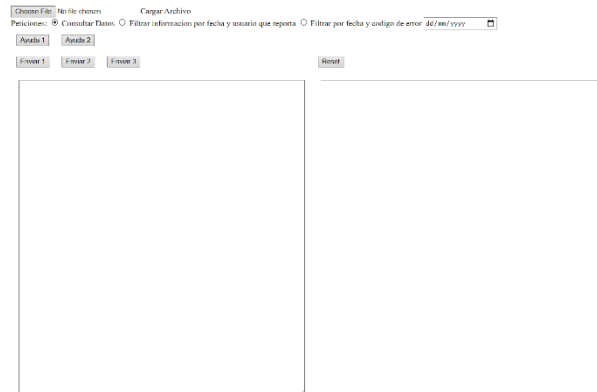 Choose File No file chosen Cargar Archivo
Peticiones: Consultar Datos Filtrar informacion por fecha y usuario que reporta Filtrar por fecha y codigo de error dd/mm/yyyy
Ayuda 1 Ayuda 2
Enviar 1 Enviar 2 Enviar 3 Reset